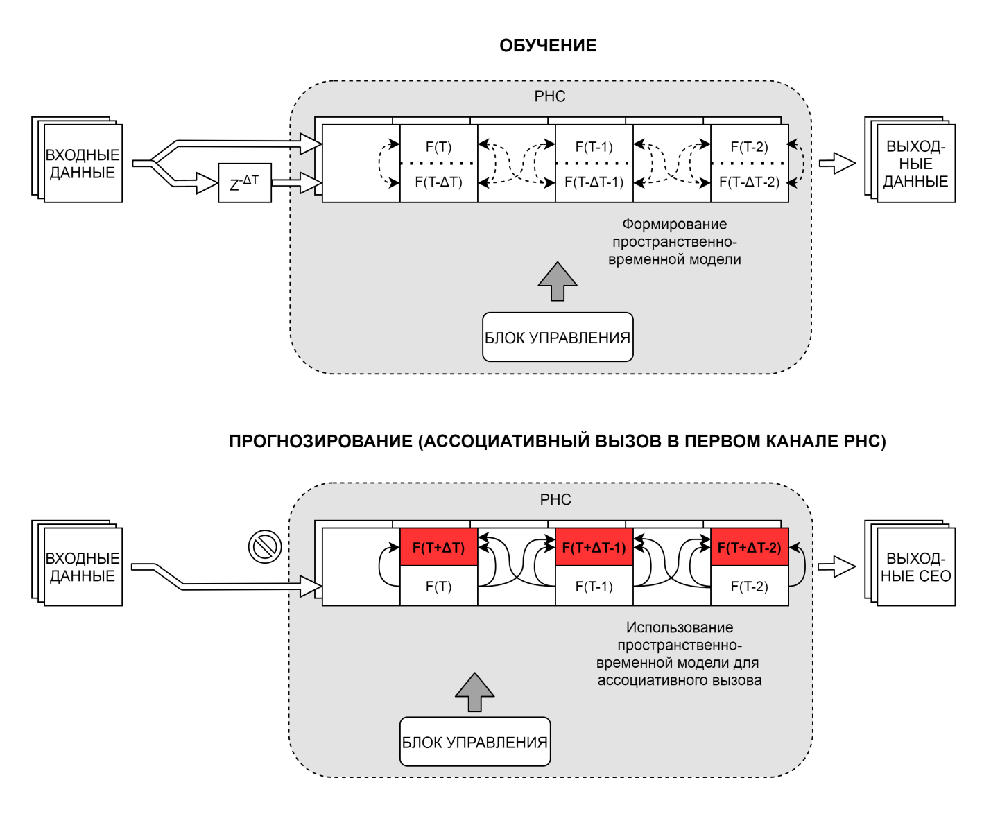 ОБУЧЕНИЕ
РНС
ВХОДНЫЕ
ДАННЫЕ
Z-ΔT
F(T)
F(T-ΔT)
F(T-1)
F(T-ΔT-1)
F(T-2)
F(T-ΔT-2)
ВЫХОД-
НЫЕ
ДАННЫЕ
Формирование
пространственно-
временной модели
БЛОК УПРАВЛЕНИЯ
ПРОГНОЗИРОВАНИЕ (АССОЦИАТИВНЫЙ ВЫЗОВ В ПЕРВОМ КАНАЛЕ РНС)
РНС
ВХОДНЫЕ
ДАННЫЕ
F(T+ΔT)
F(T)
F(T+ΔT-1)
F(T-1)
F(T+ΔT-2)
F(T-2)
ВЫХОД-
НЫЕ СЕО
Использование
пространственно-
временной модели для
ассоциативного вызова
БЛОК УПРАВЛЕНИЯ